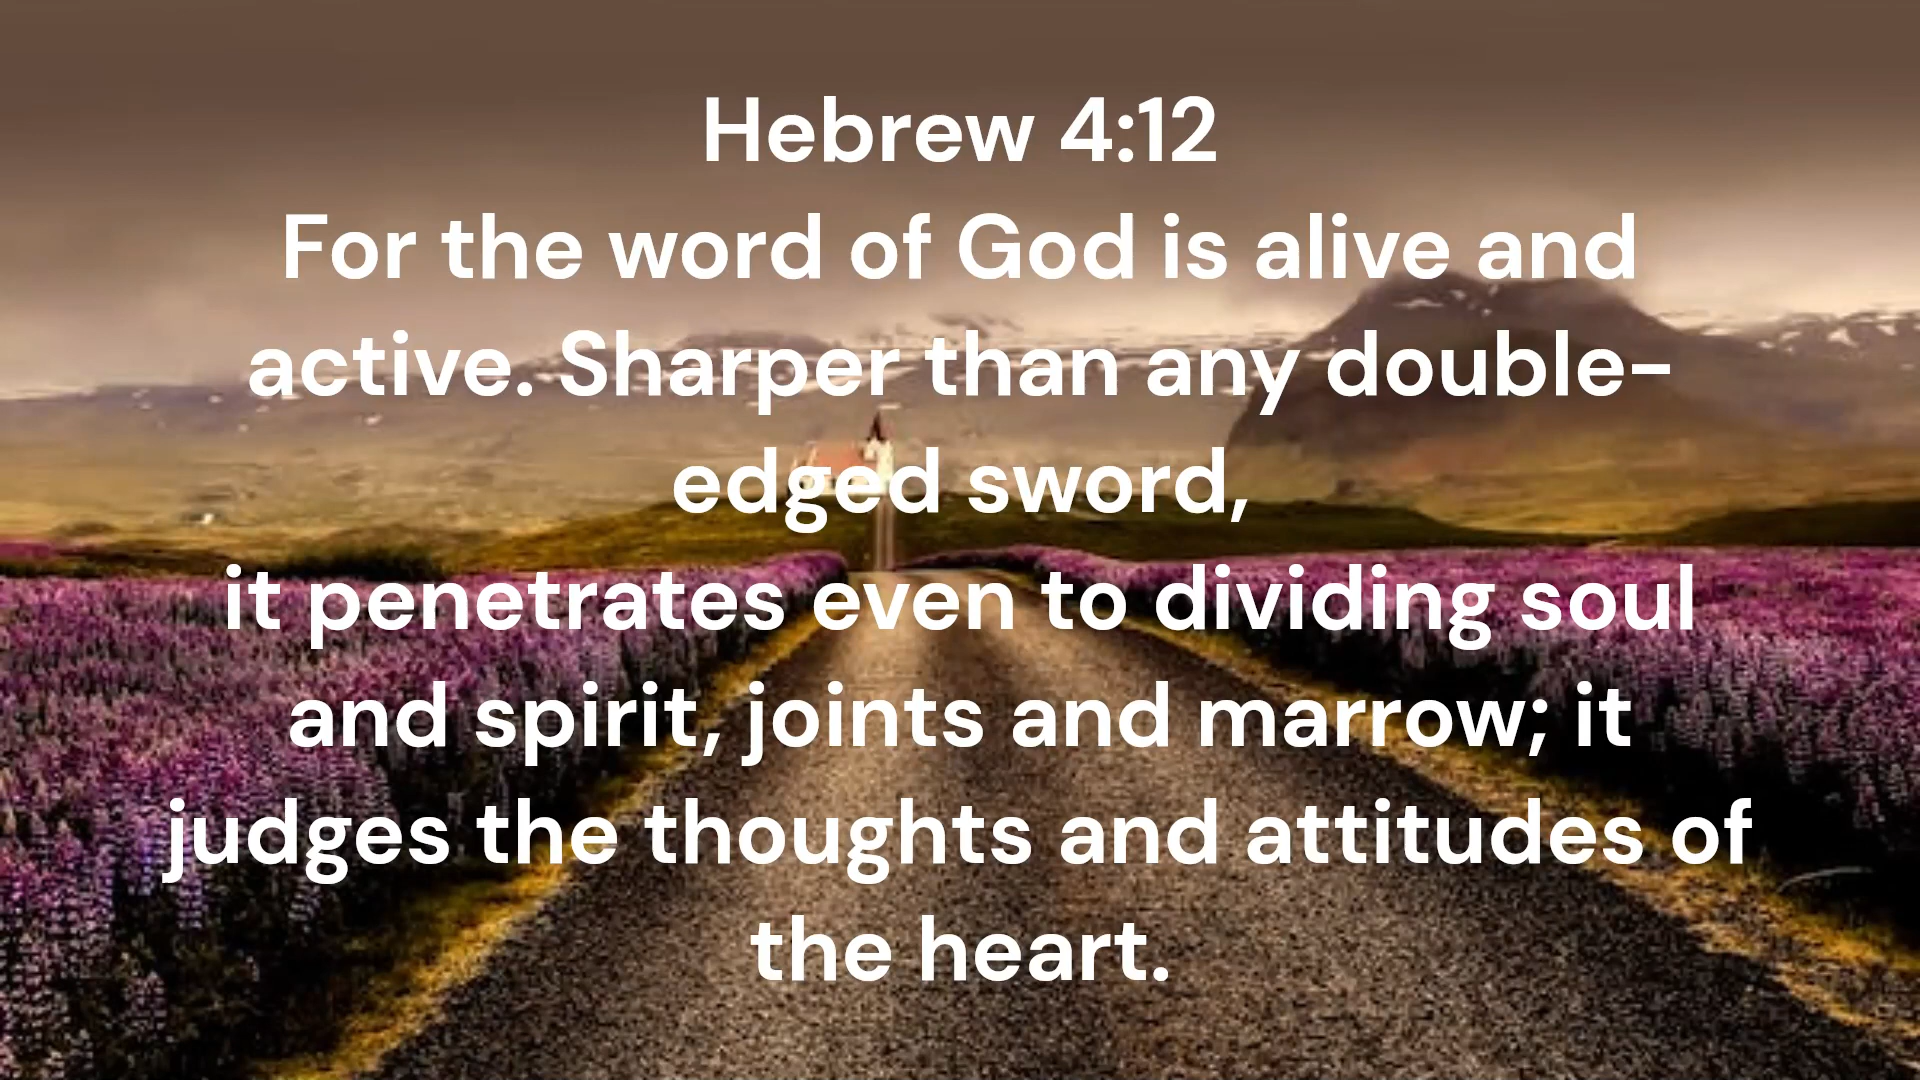 Hebrew 4:12
For the word of God is alive and
active. Sharper than any double-
edged sword,
it penetrates even to dividing soul
and spirit, joints and marrow; it
judges the thoughts and attitudes of
the heart.